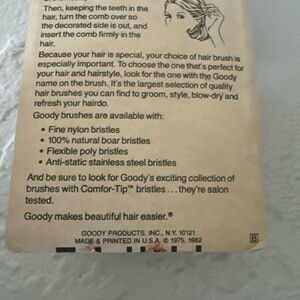 Then, keeping the teeth in the
hair, turn the comb over so
the decorated side is out, and
insert the comb firmly in the
hair.
Because your hair is special, your choice of hair brush is
especially important. To choose the one that's perfect for
your hair and hairstyle, look for the one with the Goody
name on the brush. It's the largest selection of quality
hair brushes you can find to groom, style, blow-dry and
refresh your hairdo.
Goody brushes are available with:
• Fine nylon bristles
• 100% natural boar bristles
• Flexible poly bristles
• Anti-static stainless steel bristles
And be sure to look for Goody's exciting collection of
brushes with Comfor-Tip™ bristles... they're salon
tested.
Goody makes beautiful hair easier.®
GOODY PRODUCTS, INC., N.Y. 10121
MADE & PRINTED IN U.S.A. © 1975, 1982
B